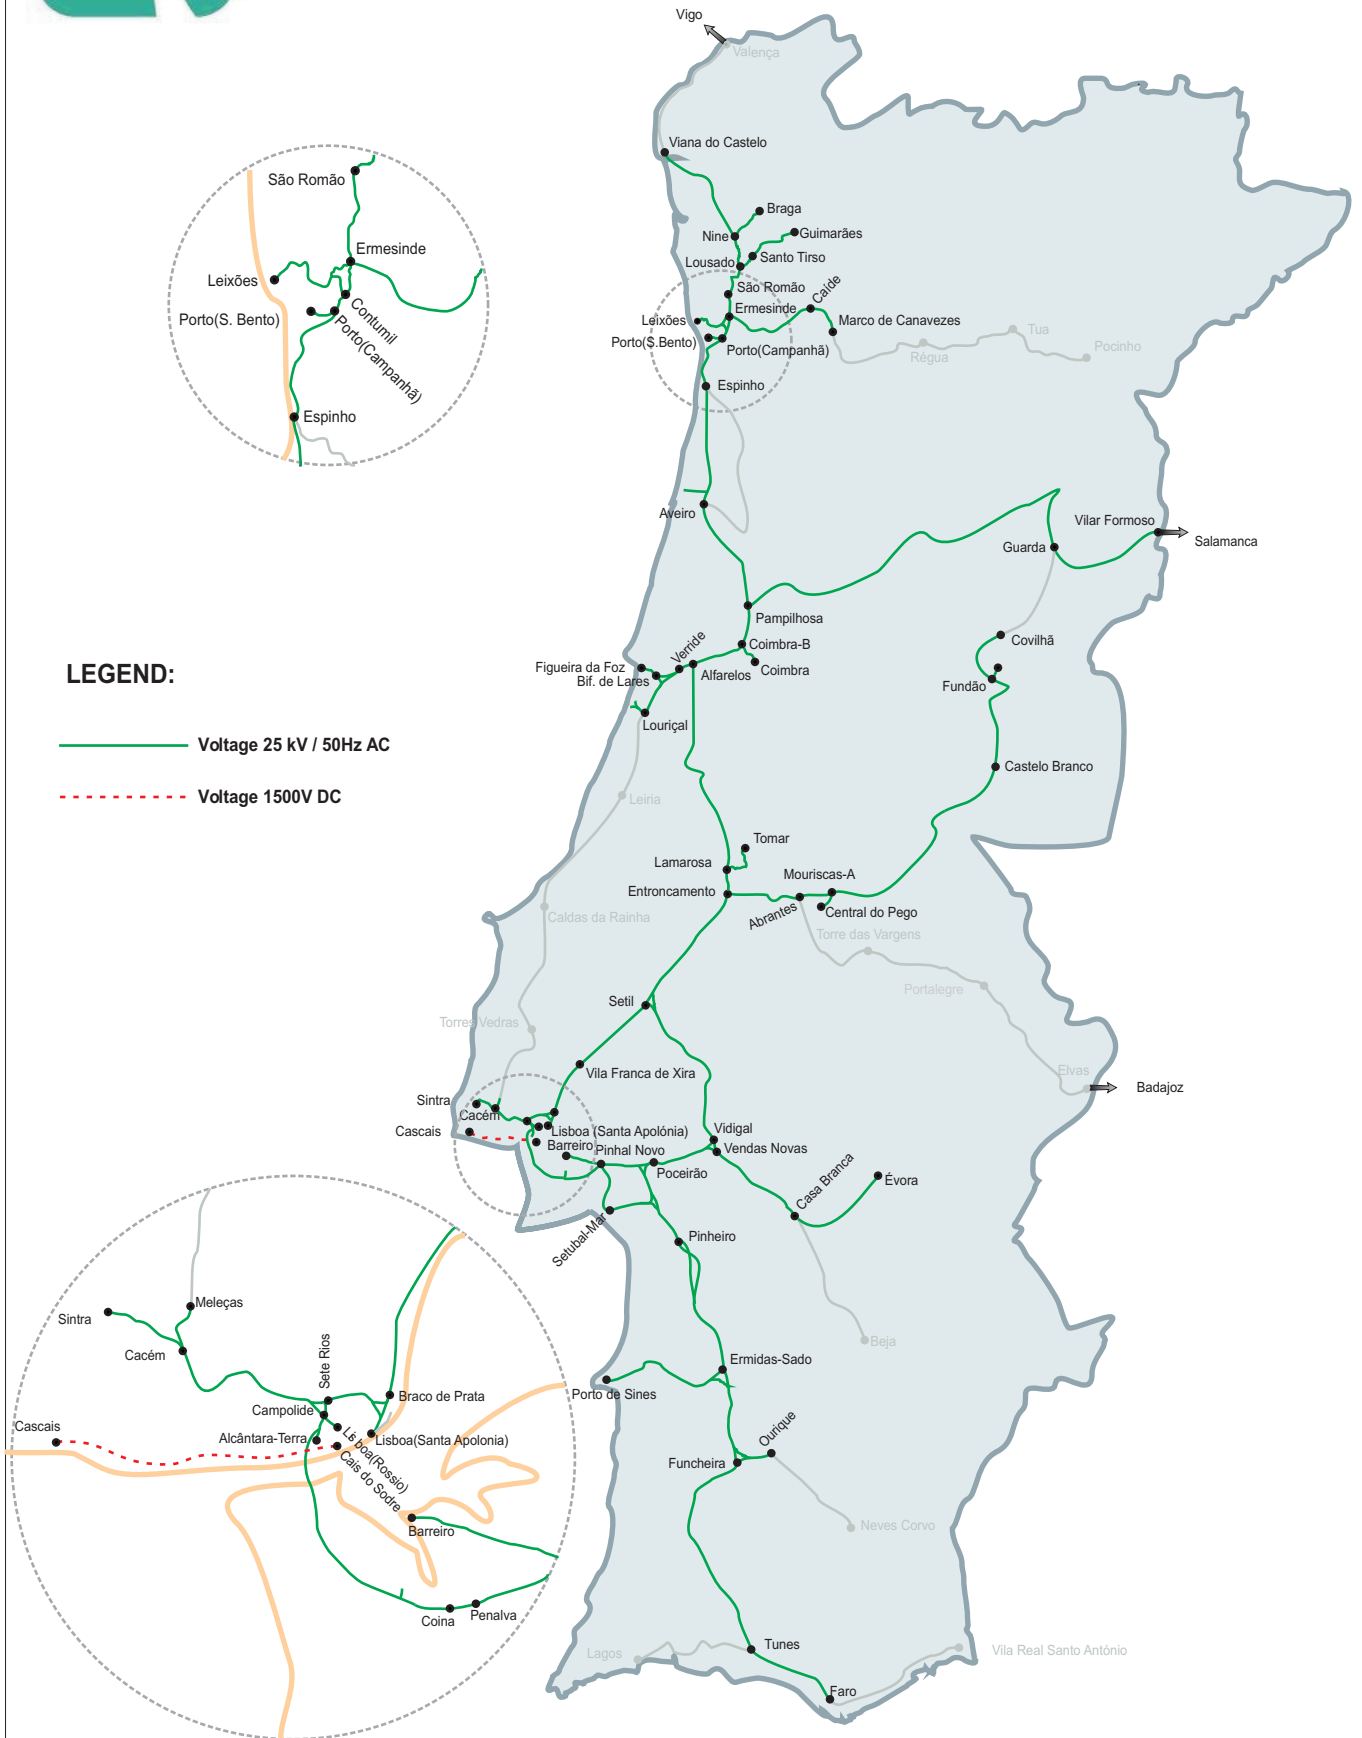 Vigo
Valença
Viana do Castelo
Braga
Nine
Guimarães
Lousado
Santo Tirso
São Romão
Caíde
Ermesinde
Leixões
Marco de Canavezes
Porto(S.Bento)
Porto(Campanhã)
Tua
Régua
Pocinho
Espinho
São Romão
Ermesinde
Leixões
Contumil
Porto(S. Bento)
Porto(Campanhã)
Espinho
Aveiro
Vilar Formoso
Salamanca
Guarda
Pampilhosa
Covilhã
Coimbra-B
Verride
Figueira da Foz
Coimbra
Bif. de Lares
Alfarelos
Fundão
Louriçal
LEGEND:
Voltage 25 kV / 50Hz AC
Voltage 1500V DC
Castelo Branco
Leiria
Tomar
Lamarosa
Mouriscas-A
Entroncamento
Abrantes
Central do Pego
Caldas da Rainha
Torre das Vargens
Portalegre
Setil
Torres Vedras
Elvas
Vila Franca de Xira
Badajoz
Sintra
Cacém
Cascais
Lisboa (Santa Apolónia)
Barreiro
Pinhal Novo
Vidigal
Vendas Novas
Poceirão
Casa Branca
Évora
Setubal-Mar
Pinheiro
Beja
Ermidas-Sado
Porto de Sines
Ourique
Funcheira
Neves Corvo
Tunes
Lagos
Vila Real Santo António
Faro
Meleças
Sintra
Cacém
Sete Rios
Braco de Prata
Campolide
Cascais
Alcântara-Terra
Lisboa(Rossio)
Lisboa(Santa Apolonia)
Cais do Sodre
Barreiro
Coina
Penalva